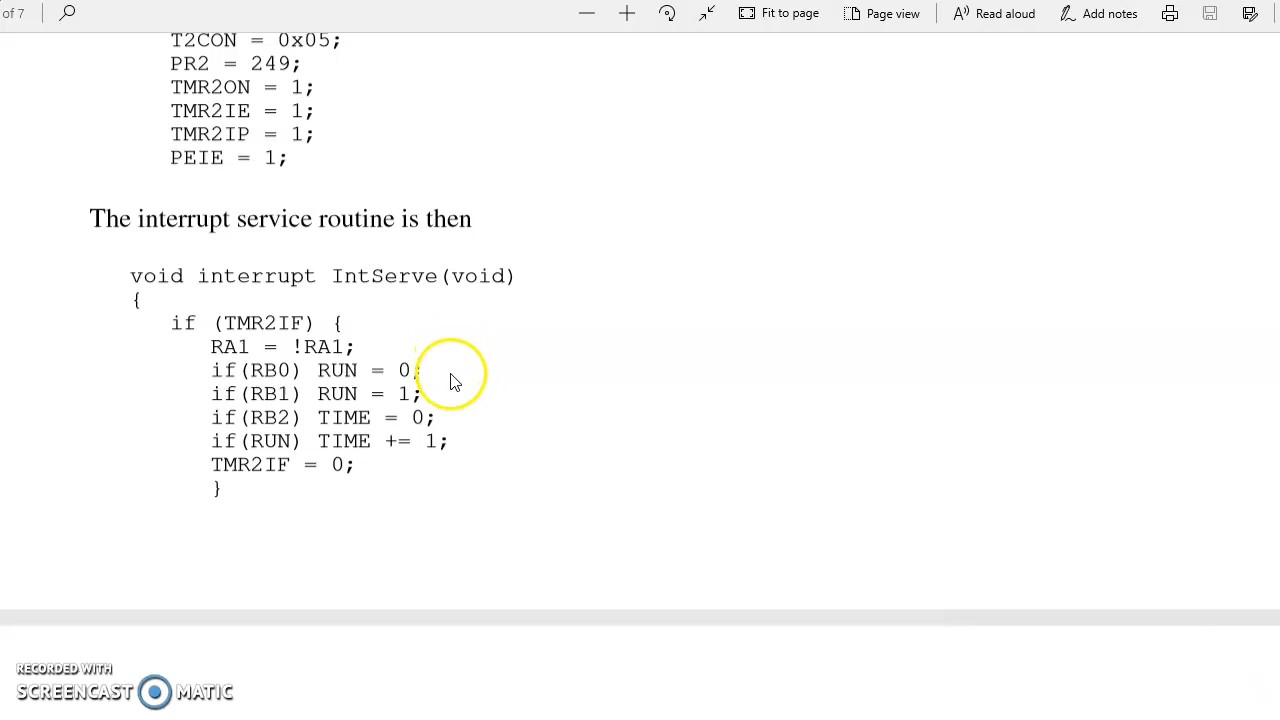 of 7 Fit to page Page view Read aloud Add notes
T2CON = 0x05;
PR2 = 249;
TMR2ON = 1;
TMR2IE = 1;
TMR2IP = 1;
PEIE = 1;
The interrupt service routine is then
void interrupt IntServe(void)
{
if (TMR2IF) {
RA1 = !RA1;
if(RB0) RUN = 0;
if(RB1) RUN = 1;
if(RB2) TIME = 0;
if(RUN) TIME += 1;
TMR2IF = 0;
}
RECORDED WITH
SCREENCAST MATIC